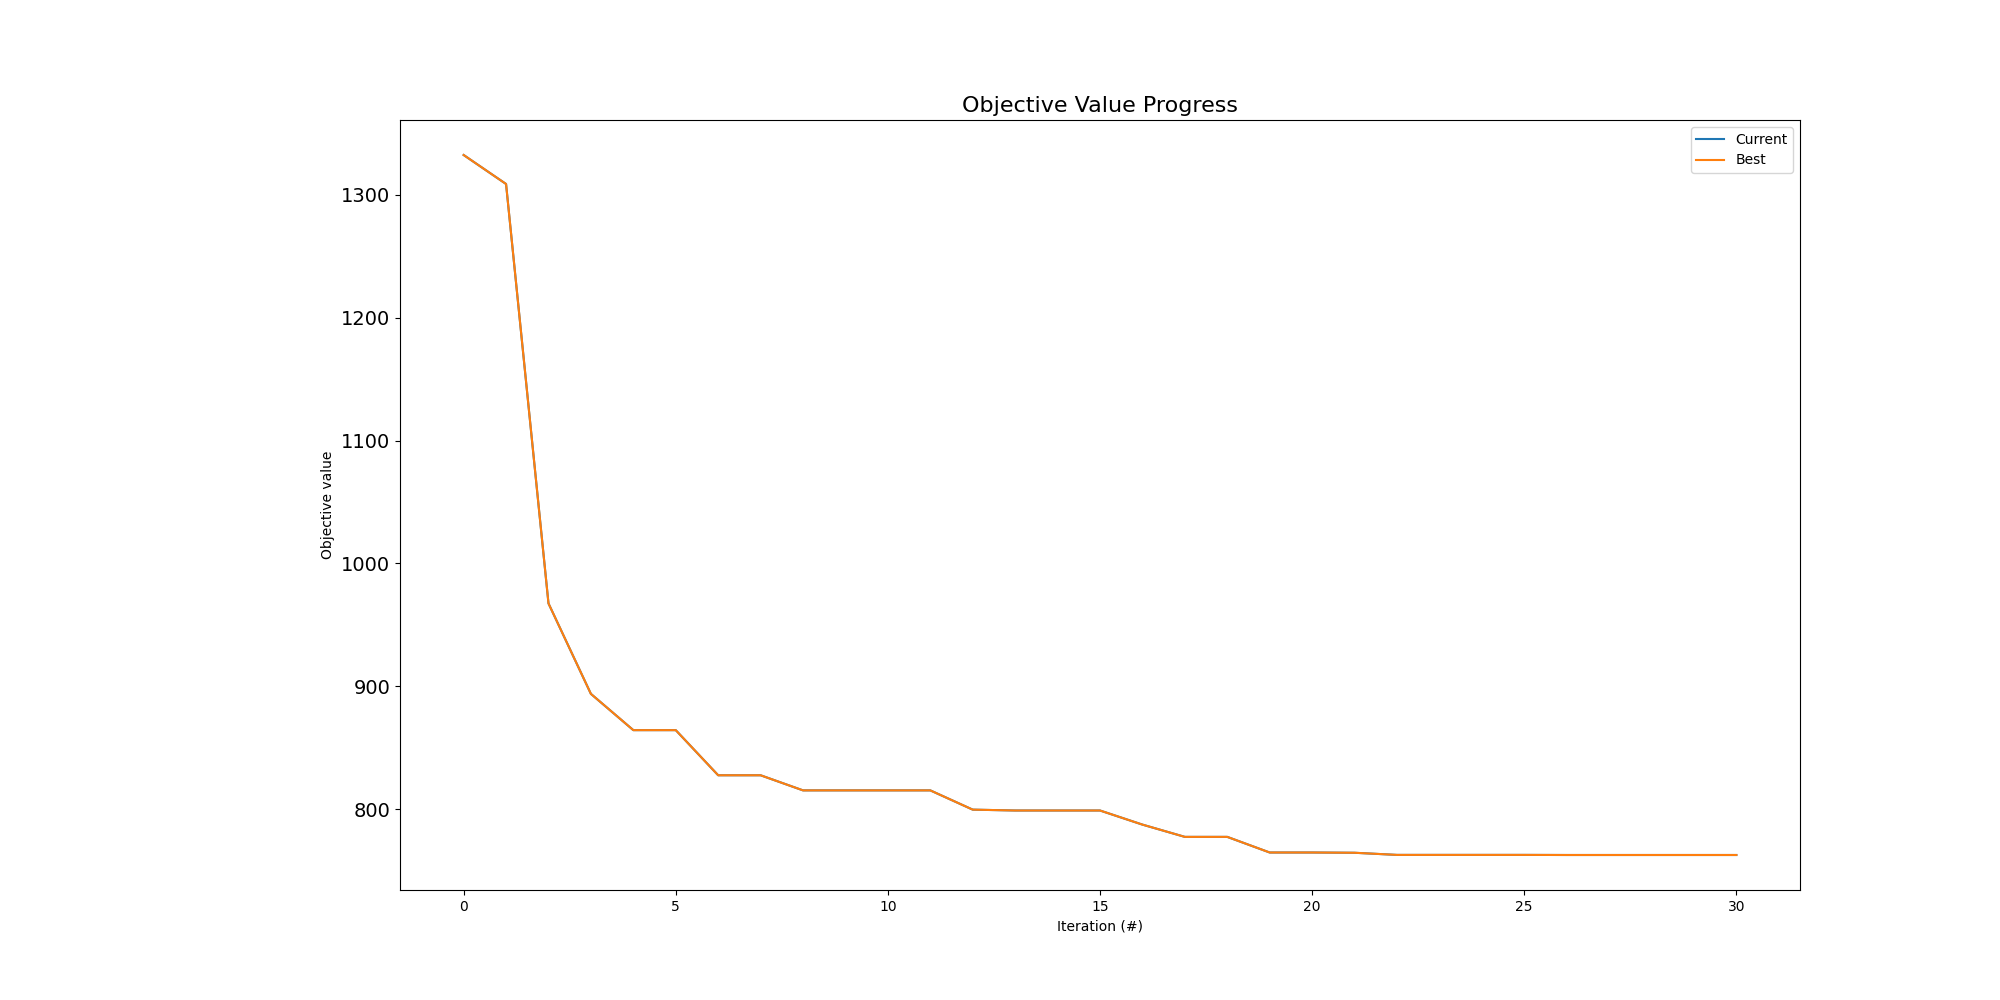 Objective Value Progress
Current
Best
1300
1200
1100
1000
900
800
Objective value
0 5 10 15 20 25 30
Iteration (#)